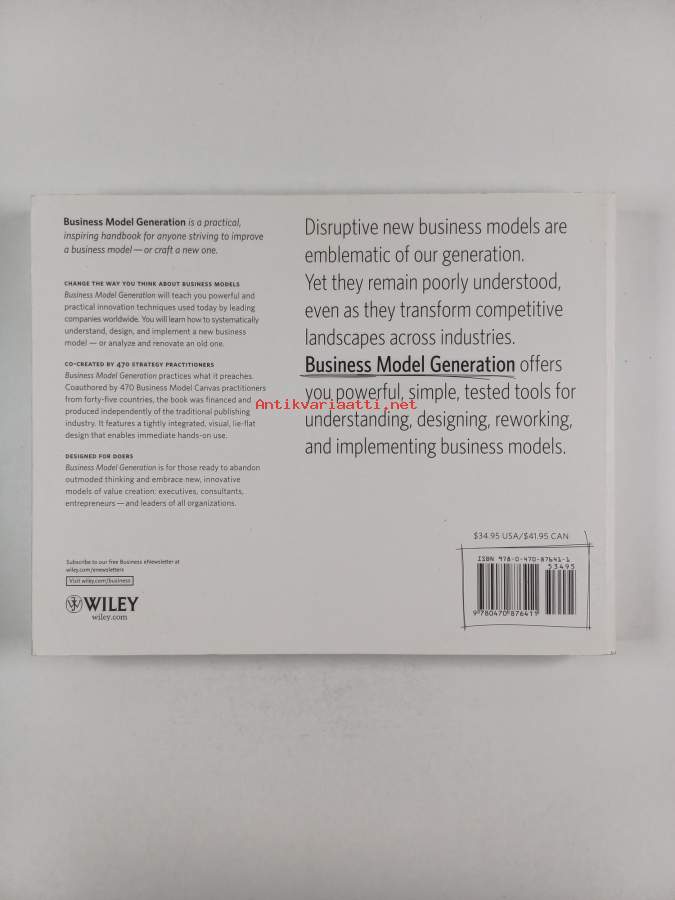 Business Model Generation is a practical,
inspiring handbook for anyone striving to improve
a business model — or craft a new one.
CHANGE THE WAY YOU THINK ABOUT BUSINESS MODELS
Business Model Generation will teach you powerful and
practical innovation techniques used today by leading
companies worldwide. You will learn how to systematically
understand, design, and implement a new business
model — or analyze and renovate an old one.
CO-CREATED BY 470 STRATEGY PRACTITIONERS
Business Model Generation practices what it preaches.
Coauthored by 470 Business Model Canvas practitioners
from forty-five countries, the book was financed and
produced independently of the traditional publishing
industry. It features a tightly integrated, visual, lie-flat
design that enables immediate hands-on use.
DESIGNED FOR DOERS
Business Model Generation is for those ready to abandon
outmoded thinking and embrace new, innovative
models of value creation: executives, consultants,
entrepreneurs — and leaders of all organizations.
Subscribe to our free Business eNewsletter at
wiley.com/enewsletters
Visit wiley.com/business
WILEY
wiley.com
Disruptive new business models are
emblematic of our generation.
Yet they remain poorly understood,
even as they transform competitive
landscapes across industries.
Business Model Generation offers
you powerful, simple, tested tools for
understanding, designing, reworking,
and implementing business models.
Antikvariaatti.net
$34.95 USA/$41.95 CAN
ISBN 978-0-470-87641-1
53495
9 780470 876411